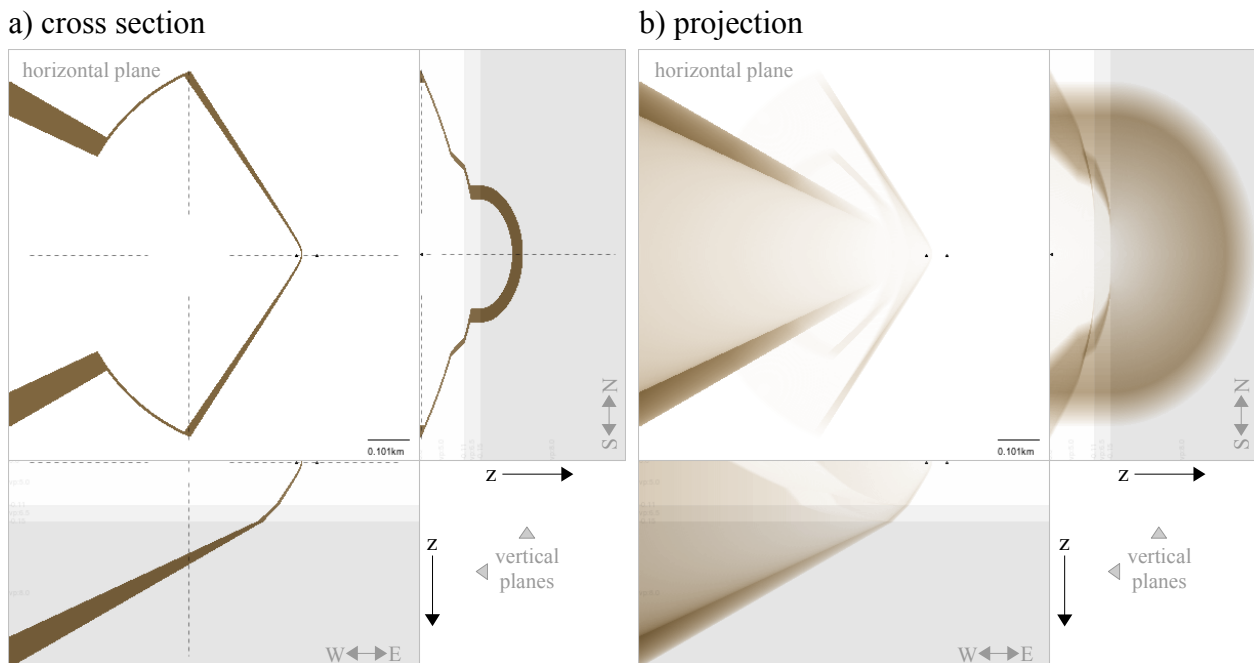 a) cross section
b) projection
horizontal plane
horizontal plane
S N
S N
0.101km
0.101km
z
z
z
vertical
planes
z
vertical
planes
W E
W E